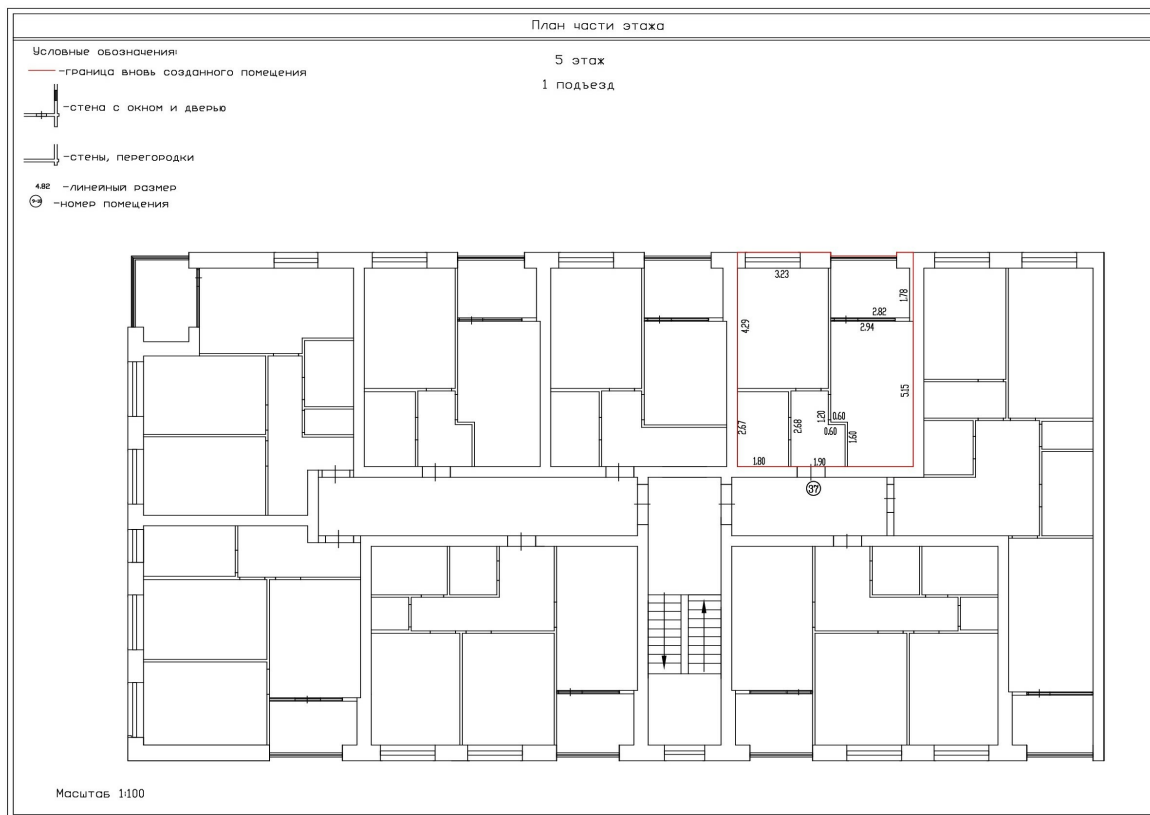 План части этажа
Условные обозначения:
-граница вновь созданного помещения
5 этаж
1 подъезд
-стена с окном и дверью
-стены, перегородки
4.82 -линейный размер
-номер помещения
3.23
1.78
2.82
2.94
4.29
5.15
1.20
0.60
2.67
2.68
0.60
1.60
1.80
1.90
37
Масштаб 1:100